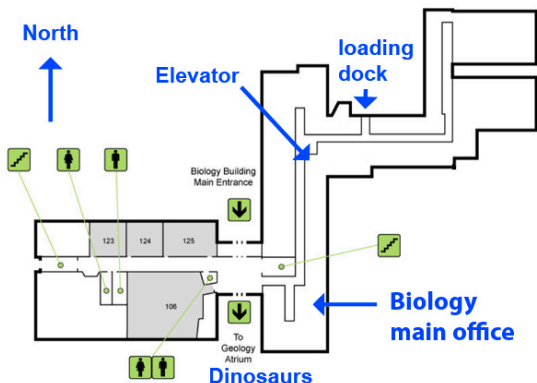 North
loading
dock
Elevator
Biology Building
Main Entrance
123
124
125
106
Biology
main office
To
Geology
Atrium
Dinosaurs